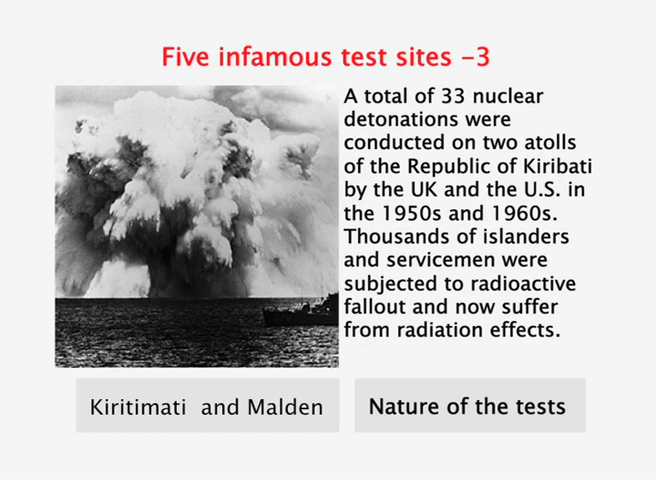 Five infamous test sites -3
A total of 33 nuclear
detonations were
conducted on two atolls
of the Republic of Kiribati
by the UK and the U.S. in
the 1950s and 1960s.
Thousands of islanders
and servicemen were
subjected to radioactive
fallout and now suffer
from radiation effects.
Kiritimati  and Malden
Nature of the tests